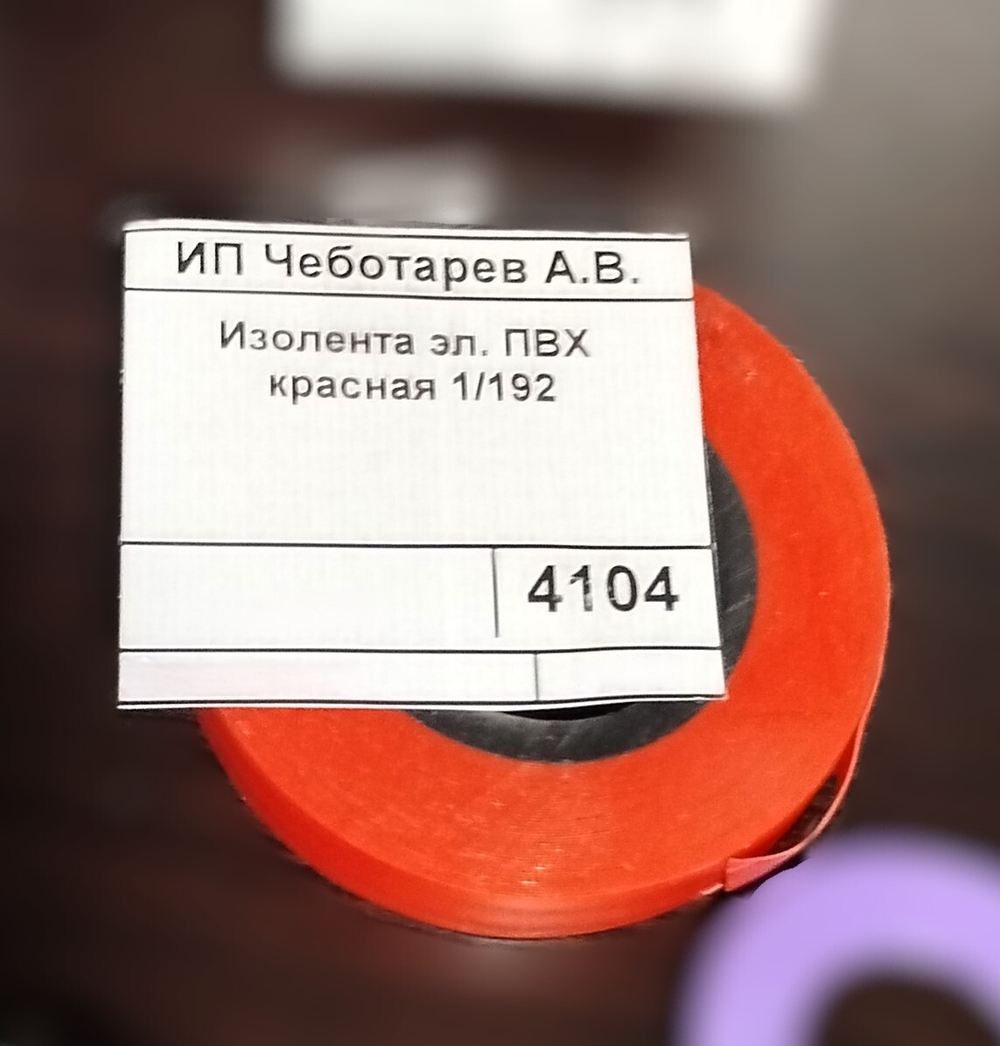 ИП Чеботарев А.В.
Изолента эл. ПВХ
красная 1/192
4104